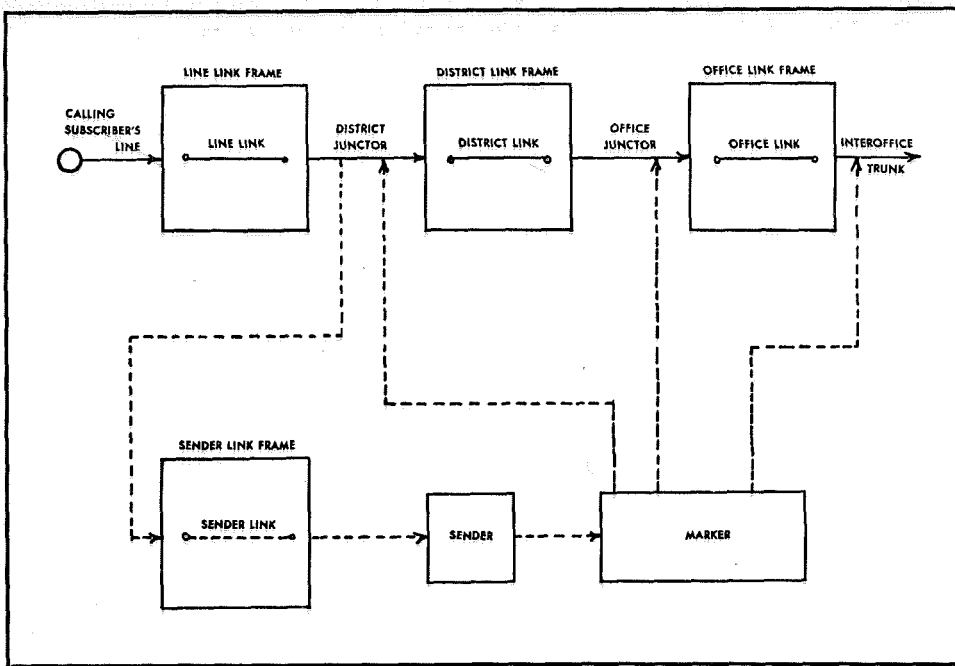 LINE LINK FRAME
DISTRICT LINK FRAME
OFFICE LINK FRAME
CALLING
SUBSCRIBER'S
LINE
LINE LINK
DISTRICT
JUNCTOR
DISTRICT LINK
OFFICE
JUNCTOR
OFFICE LINK
INTEROFFICE
TRUNK
SENDER LINK FRAME
SENDER LINK
SENDER
MARKER